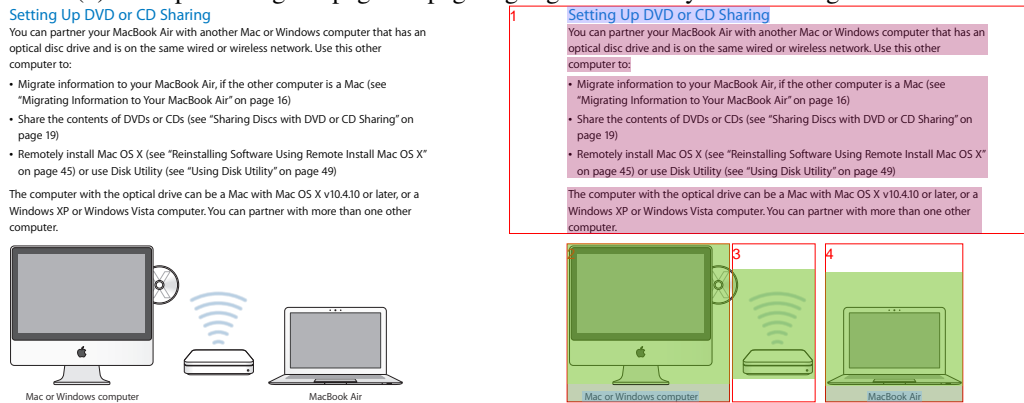 Setting Up DVD or CD Sharing
You can partner your MacBook Air with another Mac or Windows computer that has an
optical disc drive and is on the same wired or wireless network. Use this other
computer to:
• Migrate information to your MacBook Air, if the other computer is a Mac (see
“Migrating Information to Your MacBook Air” on page 16)
• Share the contents of DVDs or CDs (see “Sharing Discs with DVD or CD Sharing” on
page 19)
• Remotely install Mac OS X (see “Reinstalling Software Using Remote Install Mac OS X”
on page 45) or use Disk Utility (see “Using Disk Utility” on page 49)
The computer with the optical drive can be a Mac with Mac OS X v10.4.10 or later, or a
Windows XP or Windows Vista computer. You can partner with more than one other
computer.
Mac or Windows computer
MacBook Air
1
Setting Up DVD or CD Sharing
You can partner your MacBook Air with another Mac or Windows computer that has an
optical disc drive and is on the same wired or wireless network. Use this other
computer to:
• Migrate information to your MacBook Air, if the other computer is a Mac (see
“Migrating Information to Your MacBook Air” on page 16)
• Share the contents of DVDs or CDs (see “Sharing Discs with DVD or CD Sharing” on
page 19)
• Remotely install Mac OS X (see “Reinstalling Software Using Remote Install Mac OS X”
on page 45) or use Disk Utility (see “Using Disk Utility” on page 49)
The computer with the optical drive can be a Mac with Mac OS X v10.4.10 or later, or a
Windows XP or Windows Vista computer. You can partner with more than one other
computer.
3
4
Mac or Windows computer
MacBook Air